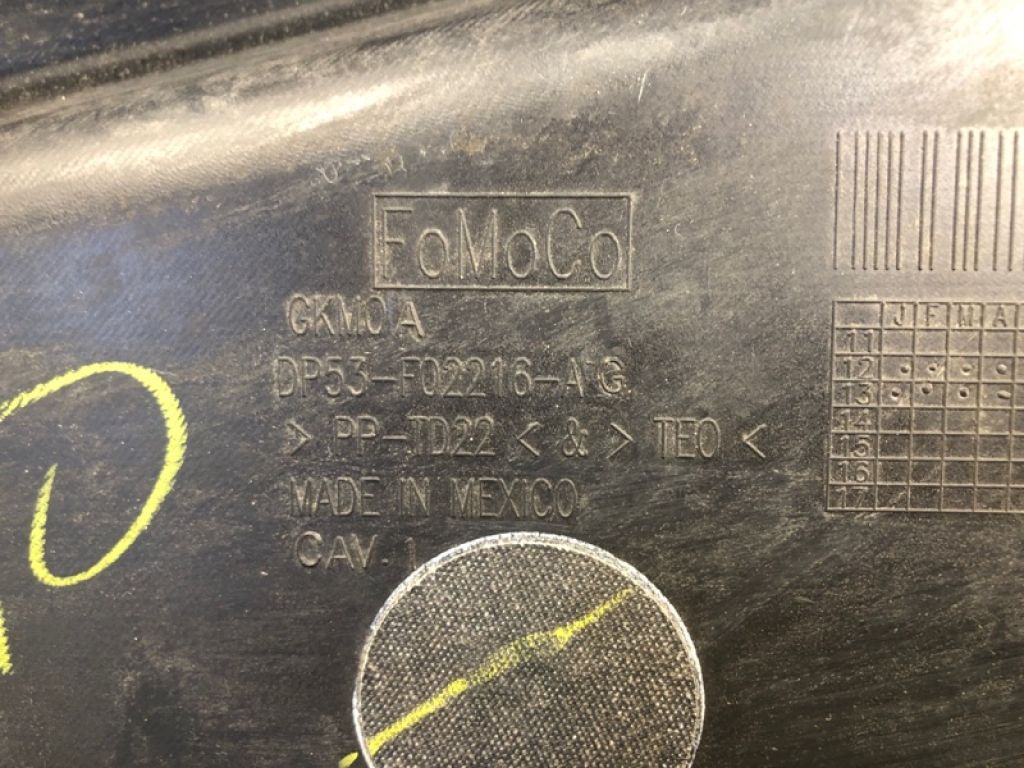 FoMoCo
GKM0A
DP53-F02216-AG
> PP-TD22 < & > TEO <
MADE IN MEXICO
CAV. 1
J F M A
11
12
13
14
15
16
17